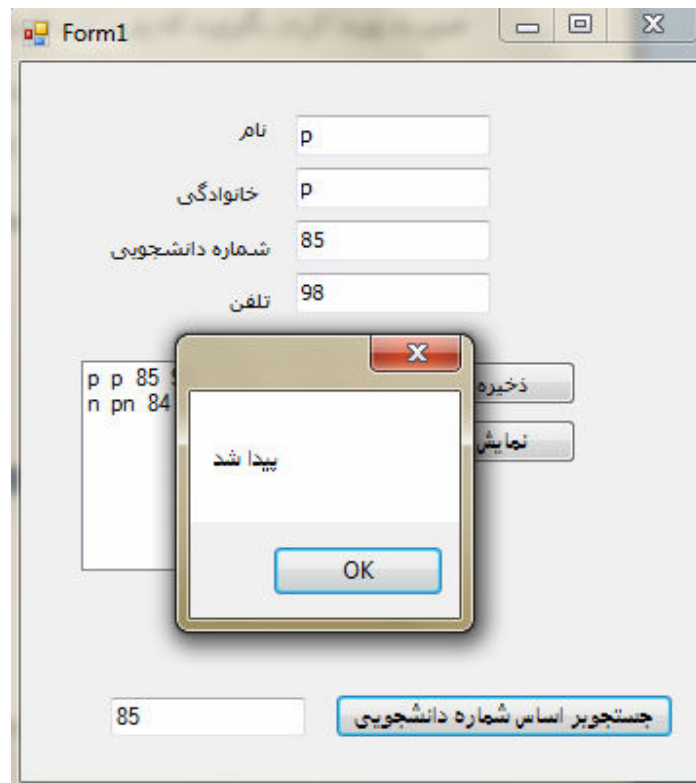 Form1
نام
p
خانوادگی
p
شماره دانشجویی
85
تلفن
98
p p 85
n pn 84
ذخیره
نمایش
پیدا شد
OK
85
جستجوبر اساس شماره دانشجویی